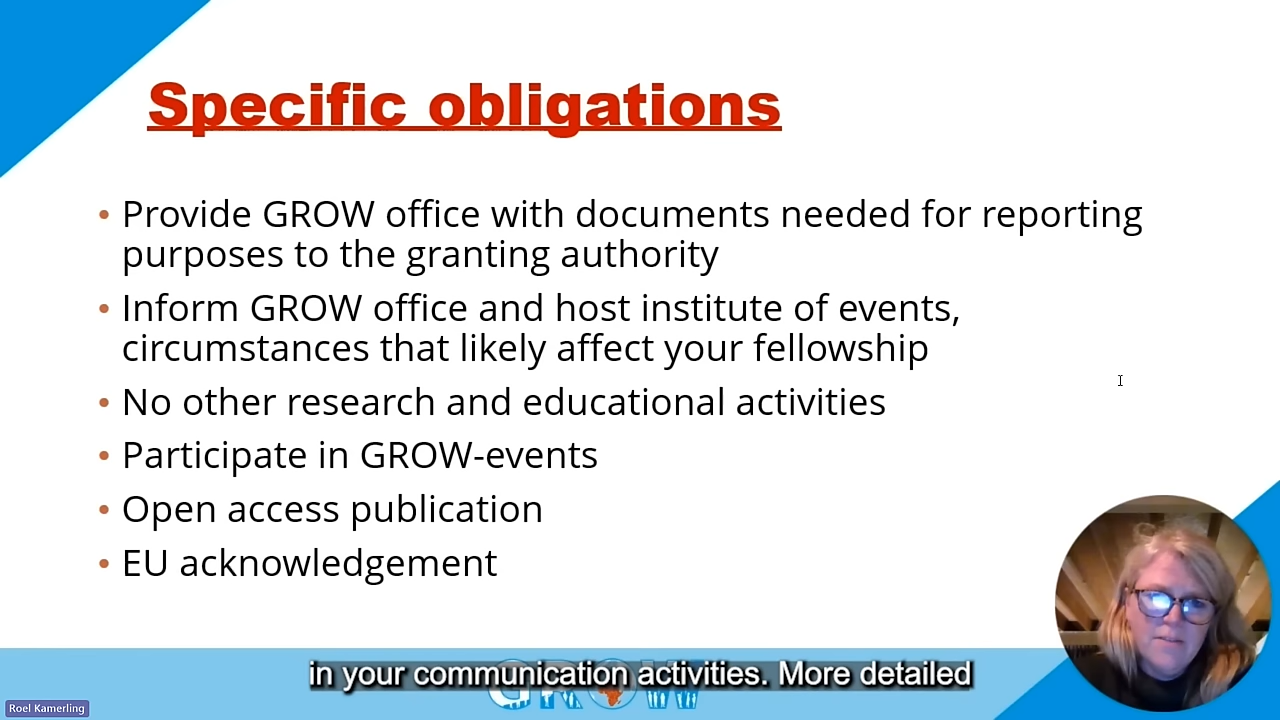 Specific obligations
• Provide GROW office with documents needed for reporting
purposes to the granting authority
• Inform GROW office and host institute of events,
circumstances that likely affect your fellowship
• No other research and educational activities
• Participate in GROW-events
• Open access publication
• EU acknowledgement
in your communication activities. More detailed
GROW
Roel Kamerling